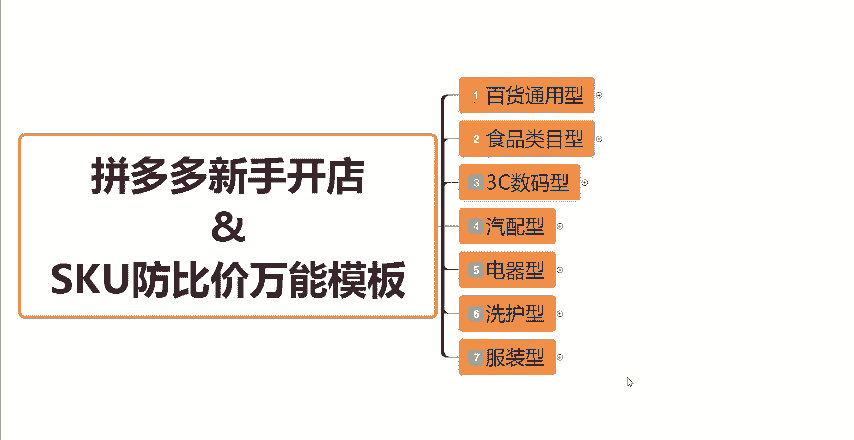 拼多多新手开店
&
SKU防比价万能模板
1 百货通用型
2 食品类目型
3 3C数码型
4 汽配型
5 电器型
6 洗护型
7 服装型